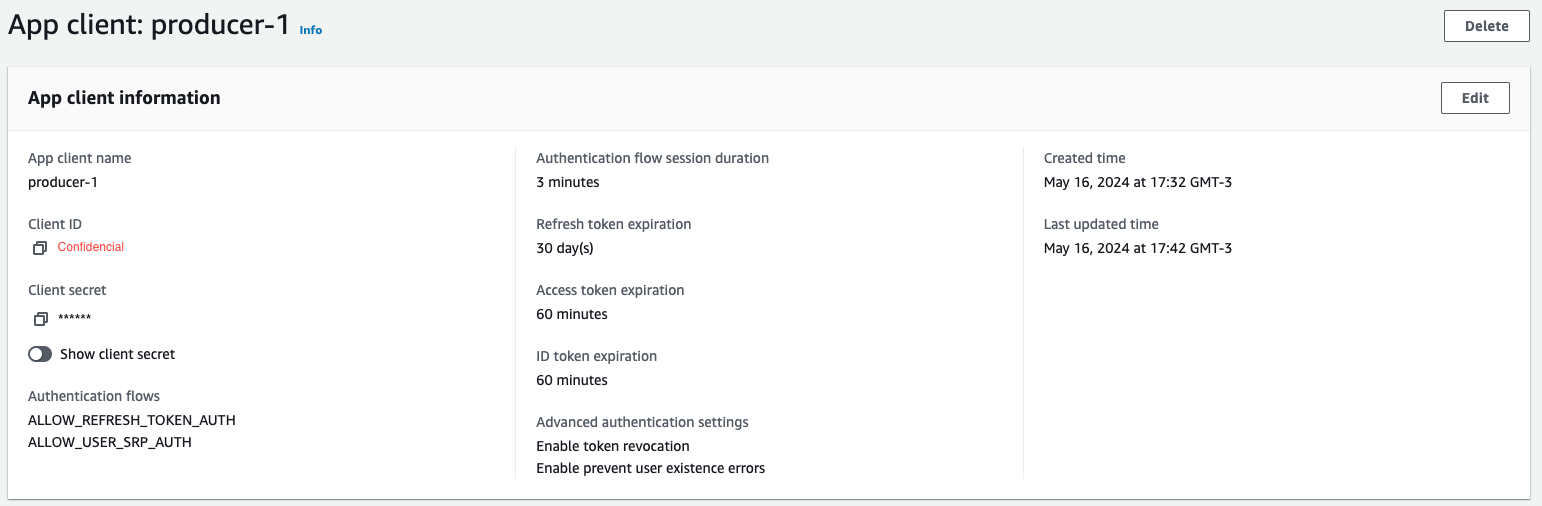 App client: producer-1 Info
Delete
App client information
Edit
App client name
producer-1
Client ID
Confidencial
Client secret
******
Show client secret
Authentication flows
ALLOW_REFRESH_TOKEN_AUTH
ALLOW_USER_SRP_AUTH
Authentication flow session duration
3 minutes
Refresh token expiration
30 day(s)
Access token expiration
60 minutes
ID token expiration
60 minutes
Advanced authentication settings
Enable token revocation
Enable prevent user existence errors
Created time
May 16, 2024 at 17:32 GMT-3
Last updated time
May 16, 2024 at 17:42 GMT-3